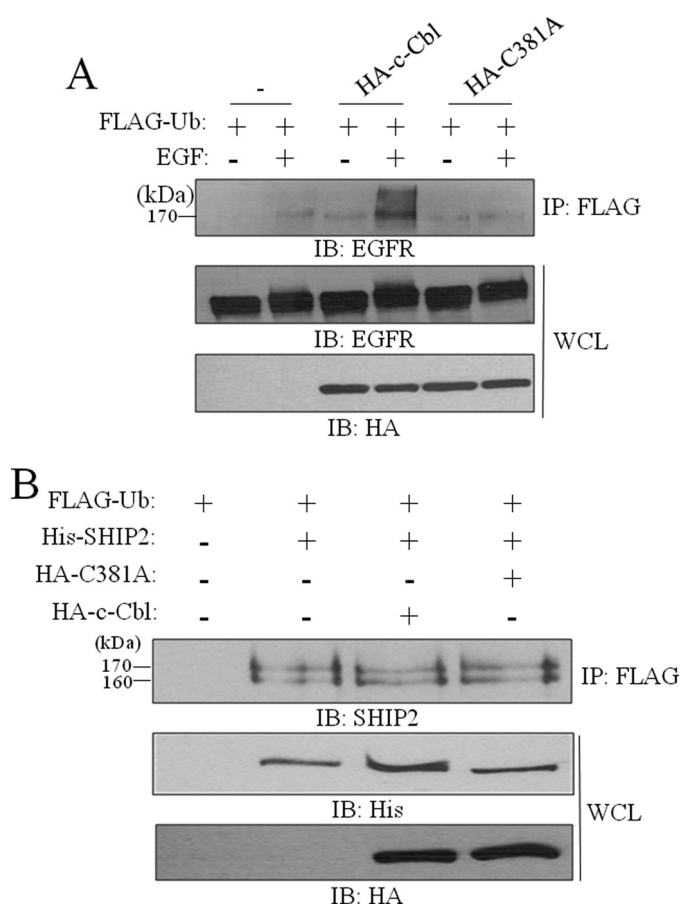 A
- HA-c-Cbl HA-C381A
FLAG-Ub: + + + + + +
EGF: - + - + - +
(kDa)
170
IP: FLAG
IB: EGFR
IB: EGFR
WCL
IB: HA
B
FLAG-Ub: + + + +
His-SHIP2: - + + +
HA-C381A: - - - +
HA-c-Cbl: - - + -
(kDa)
170
160
IP: FLAG
IB: SHIP2
IB: His
WCL
IB: HA